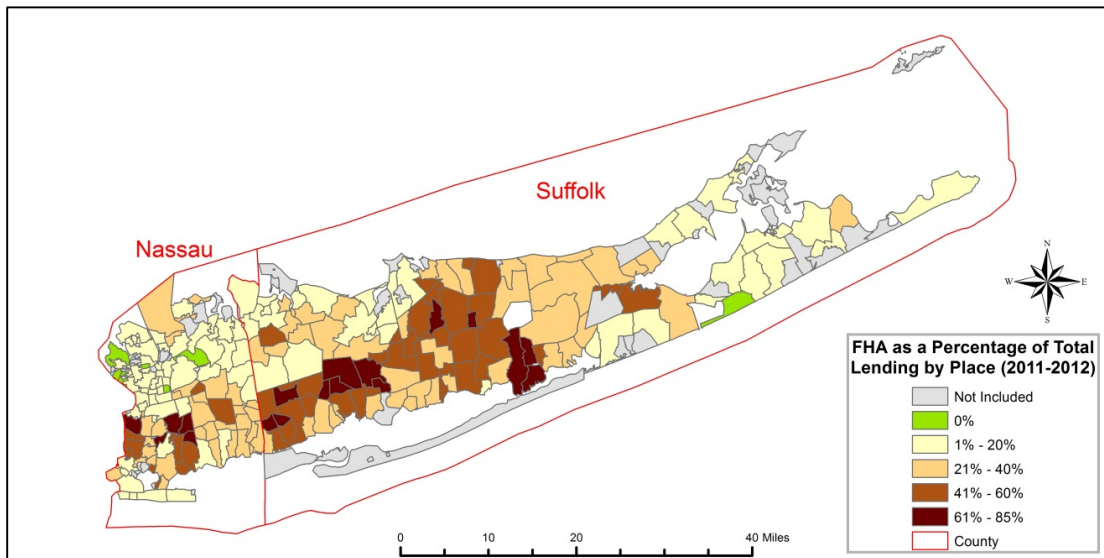 Suffolk
Nassau
N
W E
S
FHA as a Percentage of Total
Lending by Place (2011-2012)
Not Included
0%
1% - 20%
21% - 40%
41% - 60%
61% - 85%
County
0 10 20 40 Miles